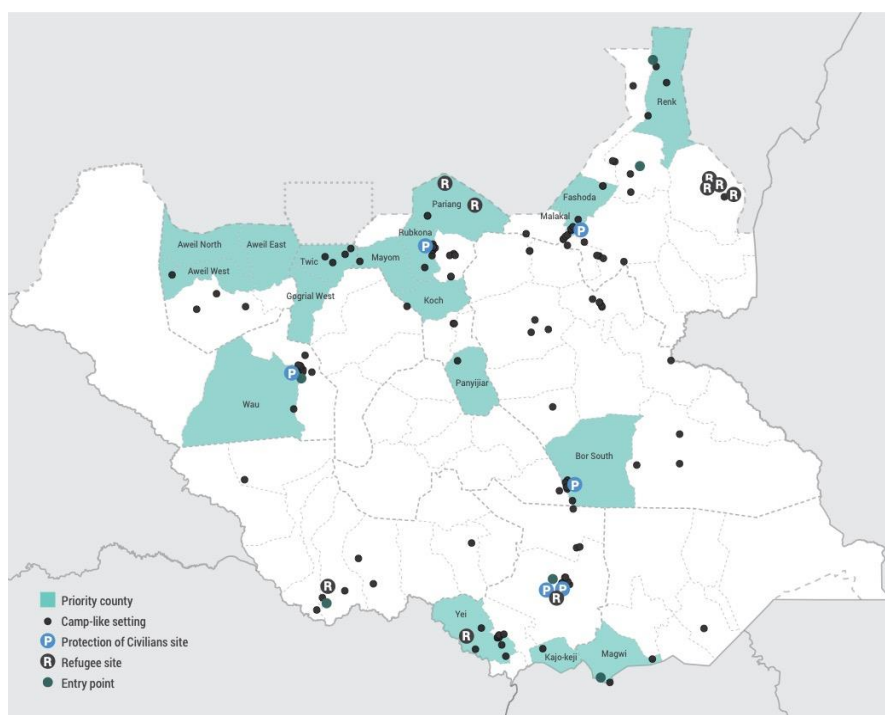 Renk
R
R R
R R
R
R
Pariang
Fashoda
Malakal
P
Rubkona
P
Aweil North
Aweil East
Twic
Mayom
Aweil West
Gogrial West
Koch
P
Wau
Panyijiar
Bor South
P
R
P P
R
Yei
R
Kajo-keji
Magwi
Priority county
Camp-like setting
P Protection of Civilians site
R Refugee site
Entry point